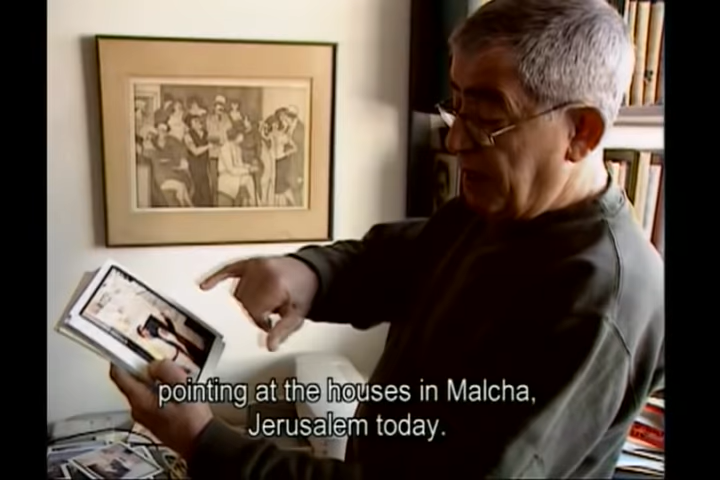 pointing at the houses in Malcha,
Jerusalem today.